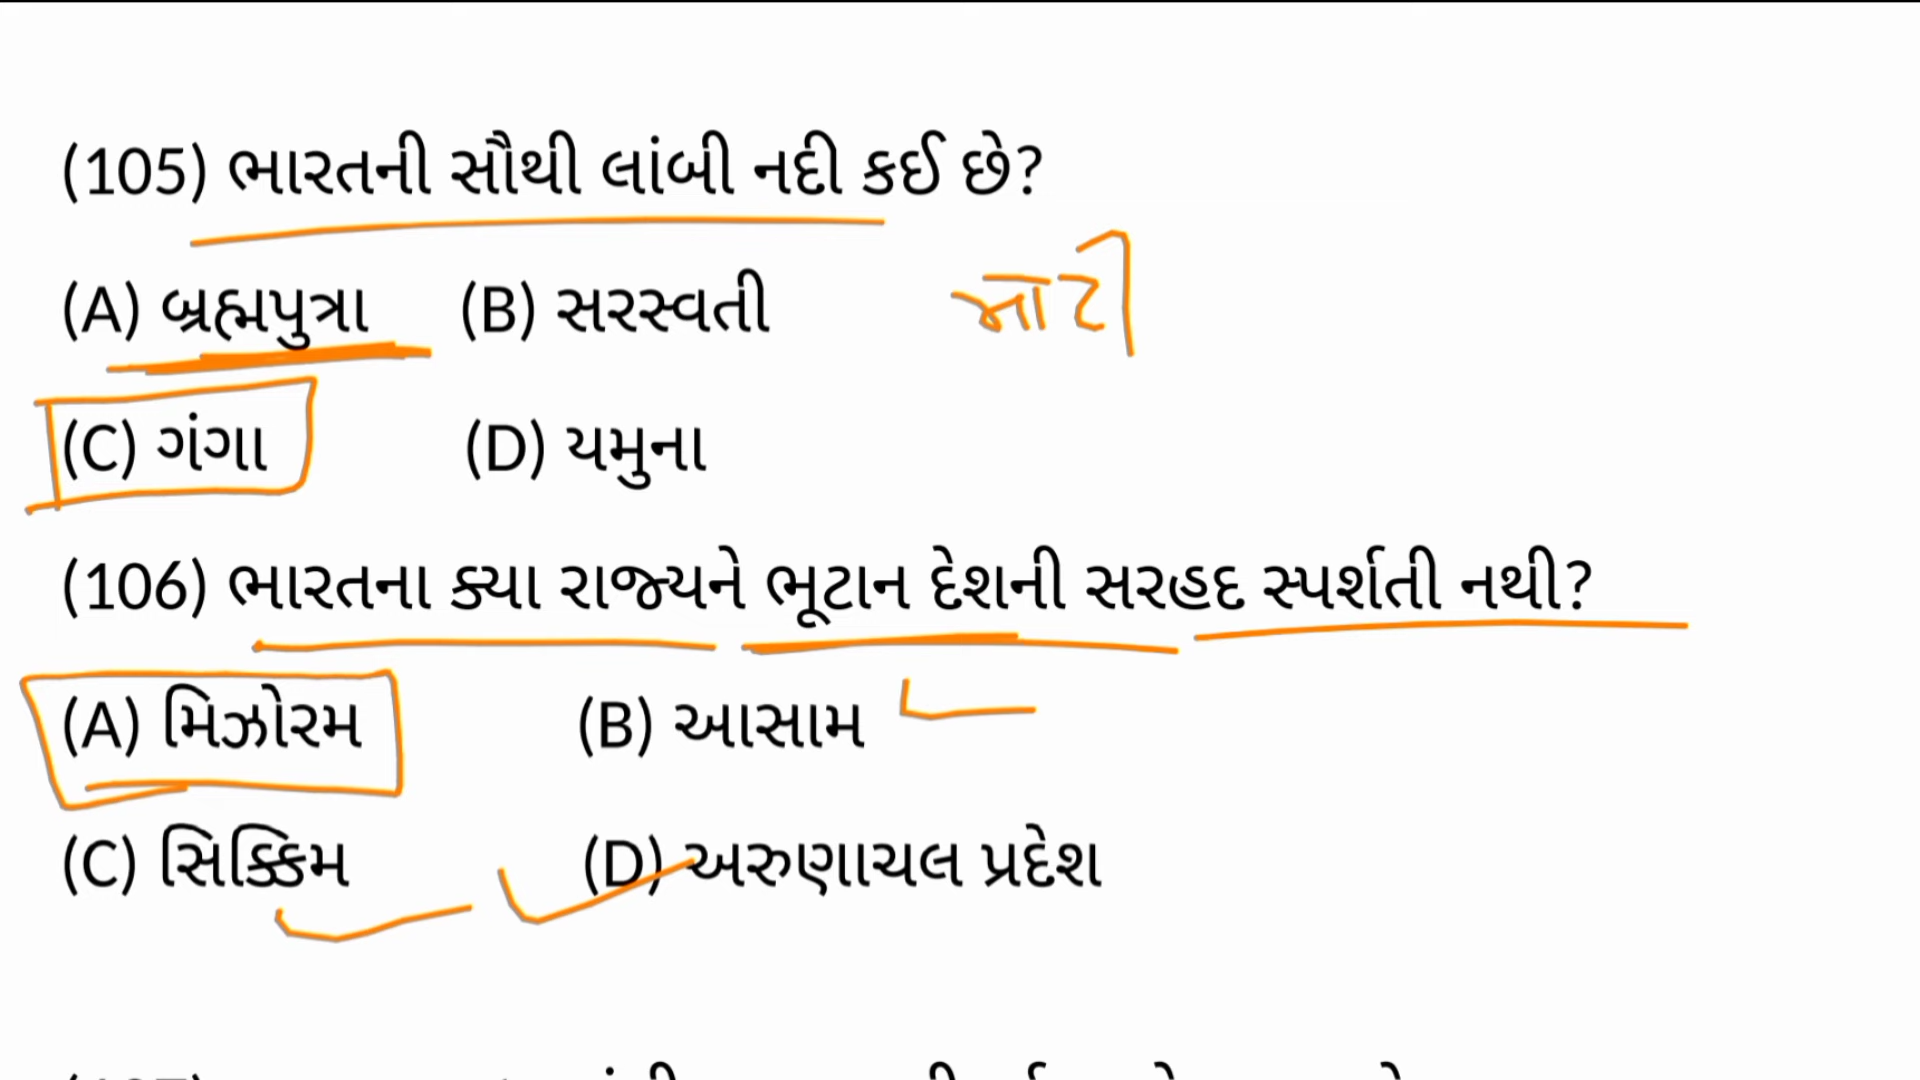 (105) ભારતની સૌથી લાંબી નદી કઈ છે?
(A) બ્રહ્મપુત્રા (B) સરસ્વતી
(C) ગંગા (D) યમુના
(106) ભારતના ક્યા રાજ્યને ભૂટાન દેશની સરહદ સ્પર્શતી નથી?
(A) મિઝોરમ (B) આસામ
(C) સિક્કિમ (D) અરુણાચલ પ્રદેશ